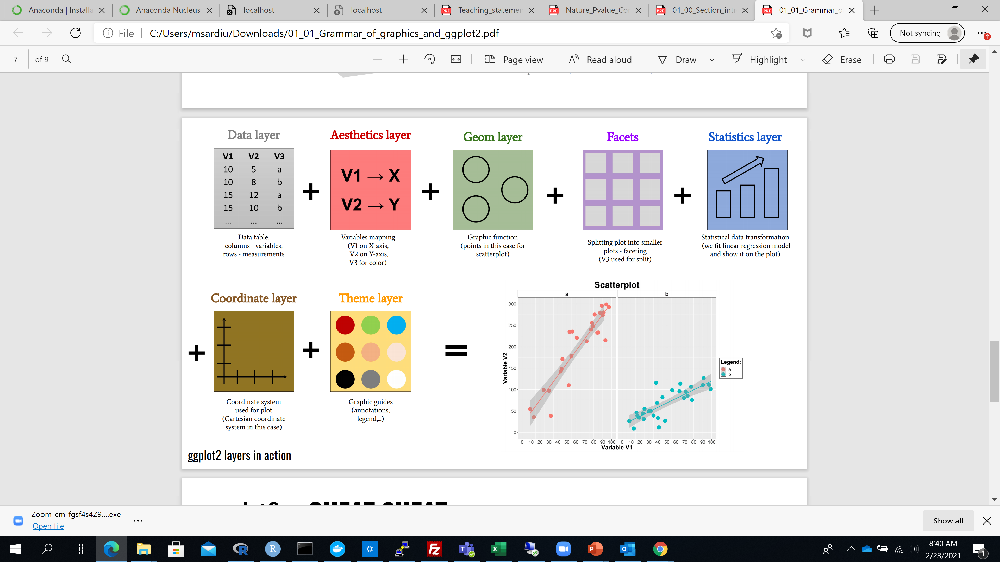 Anaconda | Installa
Anaconda Nucleus
localhost
localhost
Teaching_statemen
Nature_Pvalue_Co
01_00_Section_intr
01_01_Grammar_o
File
C:/Users/msardiu/Downloads/01_01_Grammar_of_graphics_and_ggplot2.pdf
Not syncing
7 of 9
Page view
Read aloud
Draw
Highlight
Erase
Data layer
Aesthetics layer
Geom layer
Facets
Statistics layer
V1 V2 V3
10 5 a
10 8 b
15 12 a
15 10 b
... ... ...
V1 → X
V2 → Y
+
+
+
+
Data table:
columns - variables,
rows - measurements
Variables mapping
(V1 on X-axis,
V2 on Y-axis,
V3 for color)
Graphic function
(points in this case for
scatterplot)
Splitting plot into smaller
plots - faceting
(V3 used for split)
Statistical data transformation
(we fit linear regression model
and show it on the plot)
Coordinate layer
Theme layer
+
+
=
Coordinate system
used for plot
(Cartesian coordinate
system in this case)
Graphic guides
(annotations,
legend,...)
Scatterplot
a
b
300
250
200
150
100
50
0
Variable V2
0 10 20 30 40 50 60 70 80 90 100
0 10 20 30 40 50 60 70 80 90 100
Variable V1
Legend:
a
b
ggplot2 layers in action
CHEAT SHEET
Zoom_cm_fgsf4s4Z9....exe
Open file
Show all
8:40 AM
2/23/2021
1